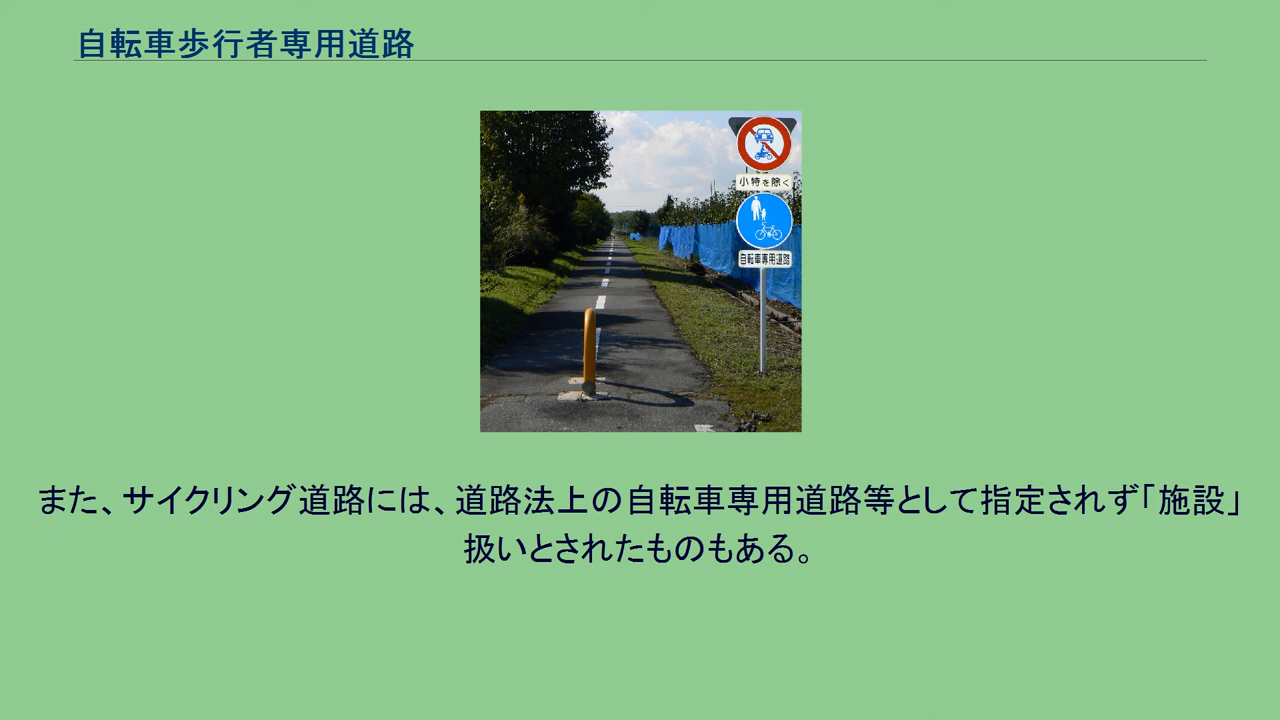 自転車歩行者専用道路
小特を除く
自転車専用道路
また、サイクリング道路には、道路法上の自転車専用道路等として指定されず「施設」
扱いとされたものもある。